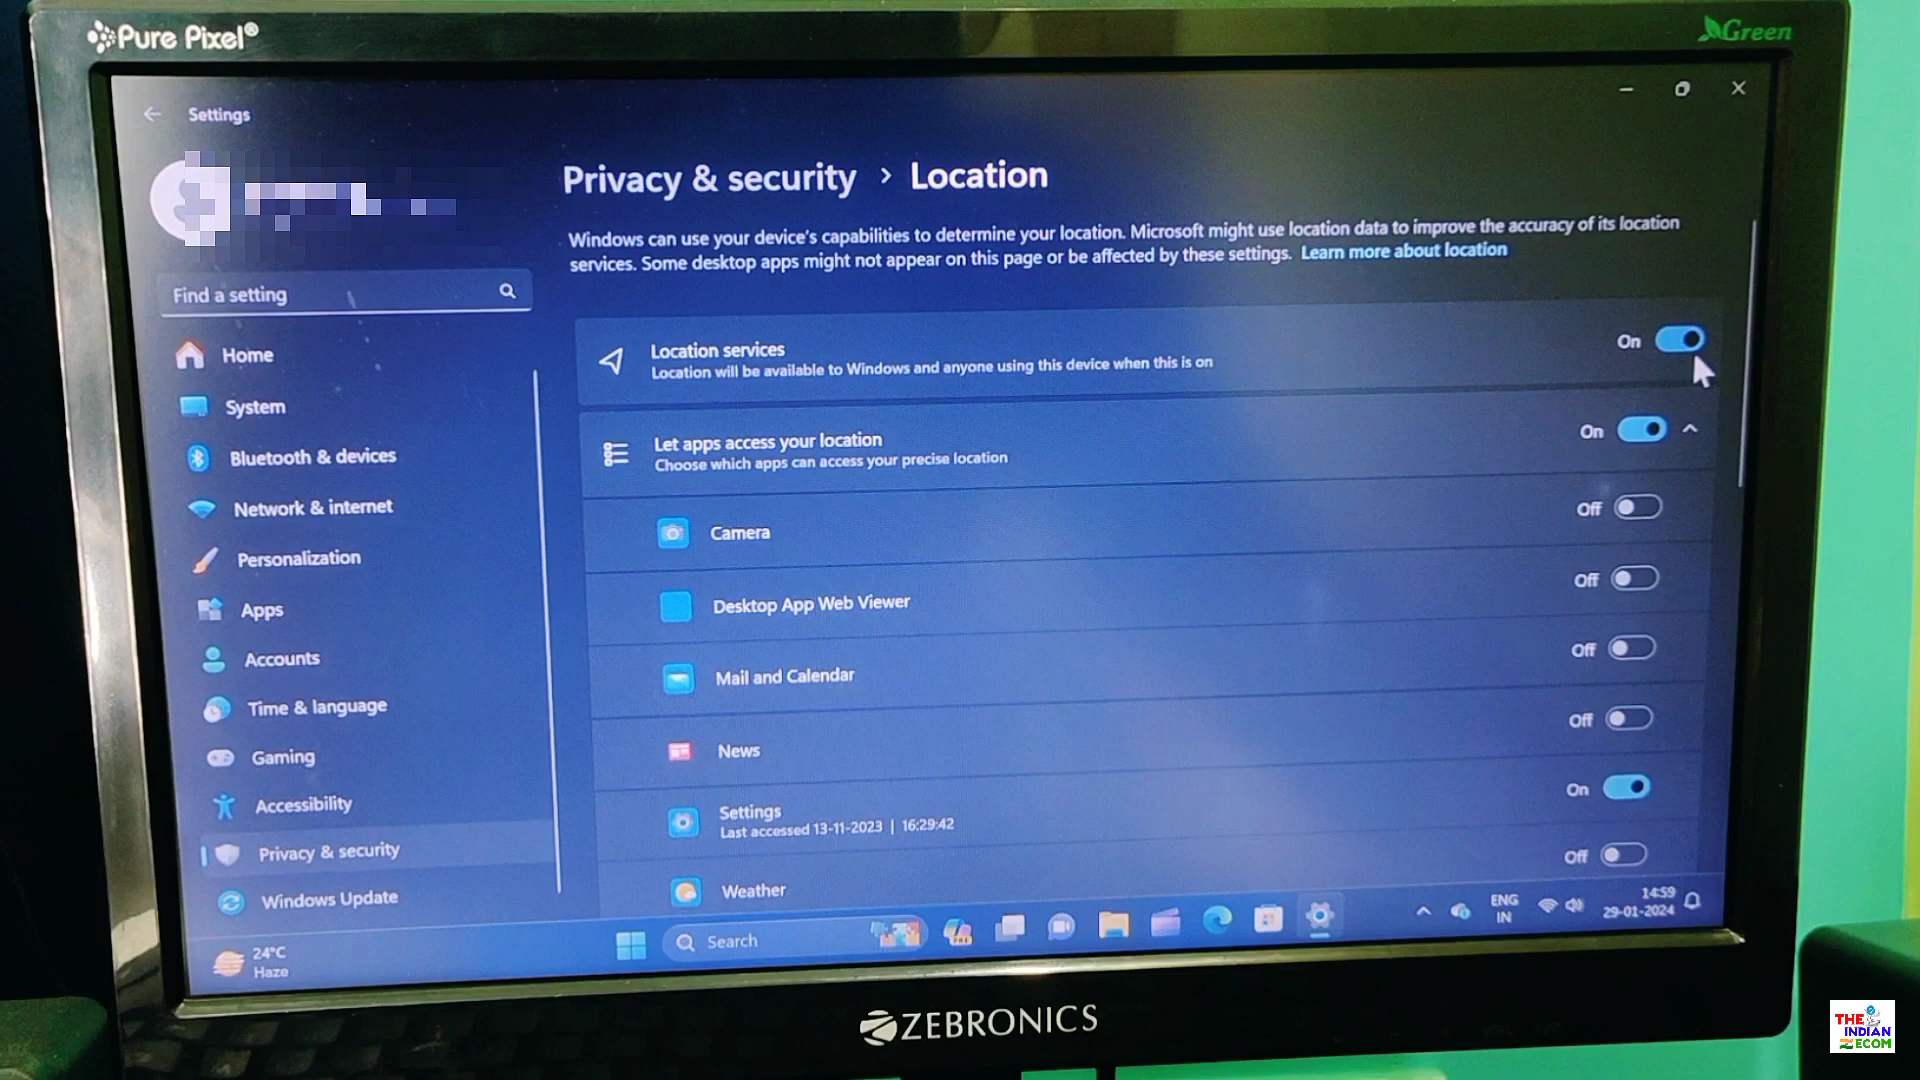 Pure Pixel®
Green
Settings
Privacy & security > Location
Windows can use your device's capabilities to determine your location. Microsoft might use location data to improve the accuracy of its location
services. Some desktop apps might not appear on this page or be affected by these settings. Learn more about location
Find a setting
Home
System
Bluetooth & devices
Network & internet
Personalization
Apps
Accounts
Time & language
Gaming
Accessibility
Privacy & security
Windows Update
Location services
Location will be available to Windows and anyone using this device when this is on
On
Let apps access your location
Choose which apps can access your precise location
On
Camera
Off
Desktop App Web Viewer
Off
Mail and Calendar
Off
News
Off
Settings
Last accessed 13-11-2023 | 16:29:42
On
Weather
Off
24°C
Haze
Search
PRE
ENG
IN
14:59
29-01-2024
ZEBRONICS
THE
INDIAN
ECOM